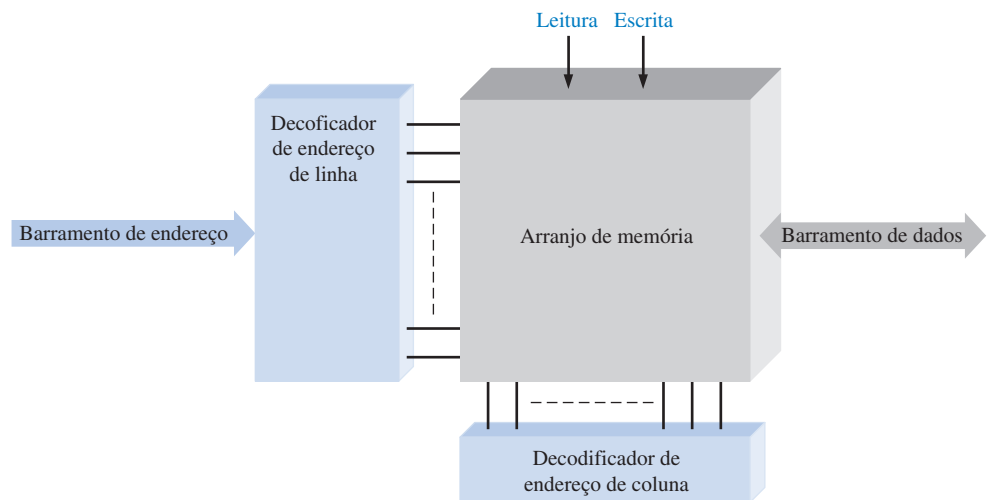 Leitura Escrita
Decoficador
de endereço
de linha
Barramento de endereço
Arranjo de memória
Barramento de dados
Decodificador de
endereço de coluna